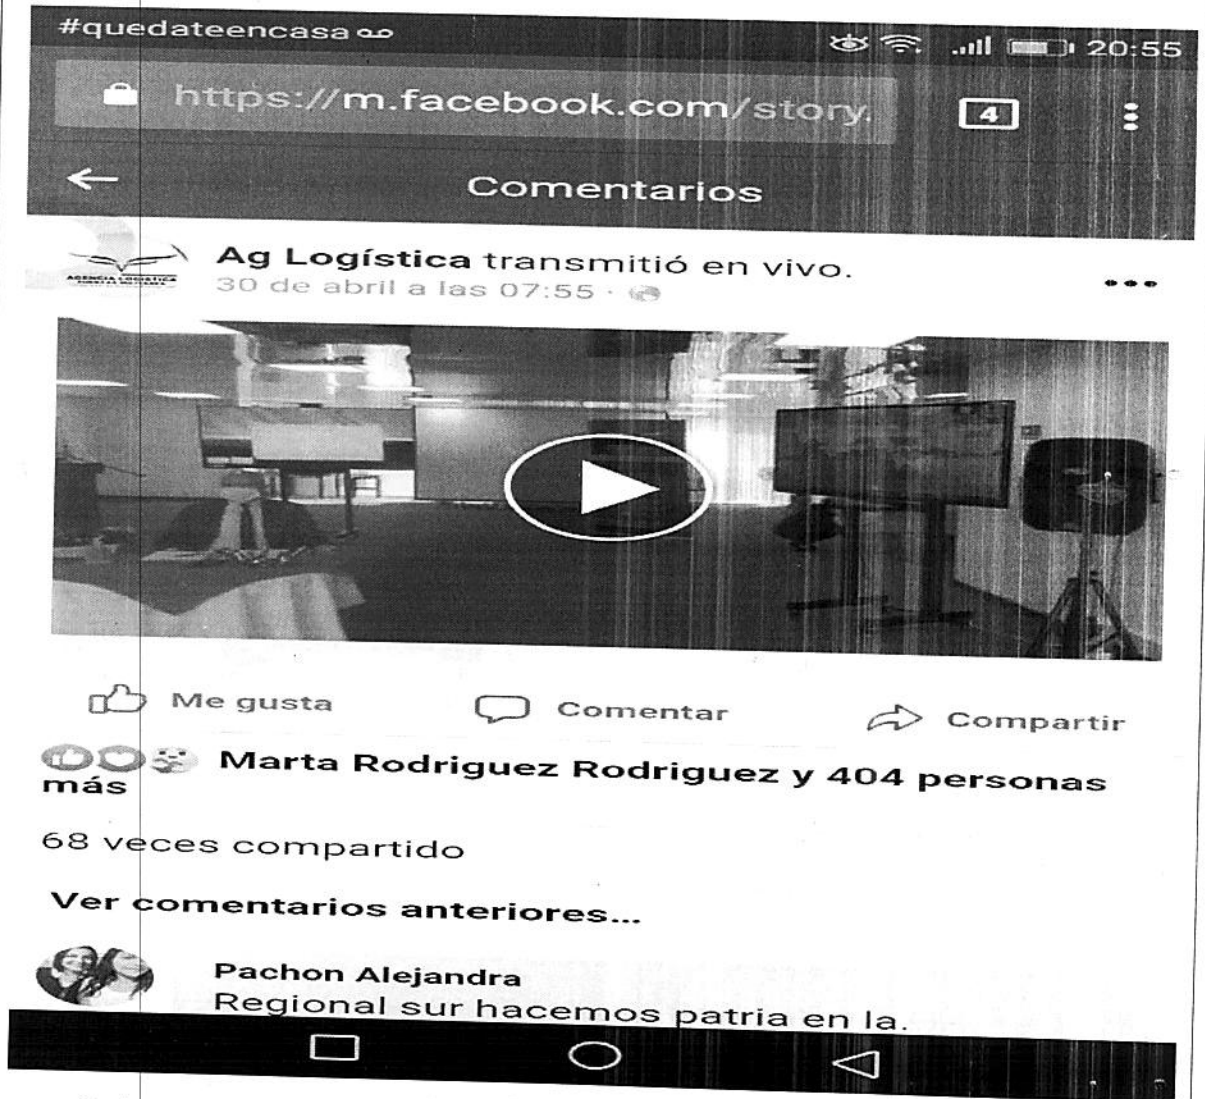 #quedateencasa
20:55
https://m.facebook.com/story.
4
Comentarios
Ag Logística transmitió en vivo.
30 de abril a las 07:55 ·
AGENCIA LOGISTICA
Me gusta
Comentar
Compartir
Marta Rodriguez Rodriguez y 404 personas
más
68 veces compartido
Ver comentarios anteriores...
Pachon Alejandra
Regional sur hacemos patria en la.